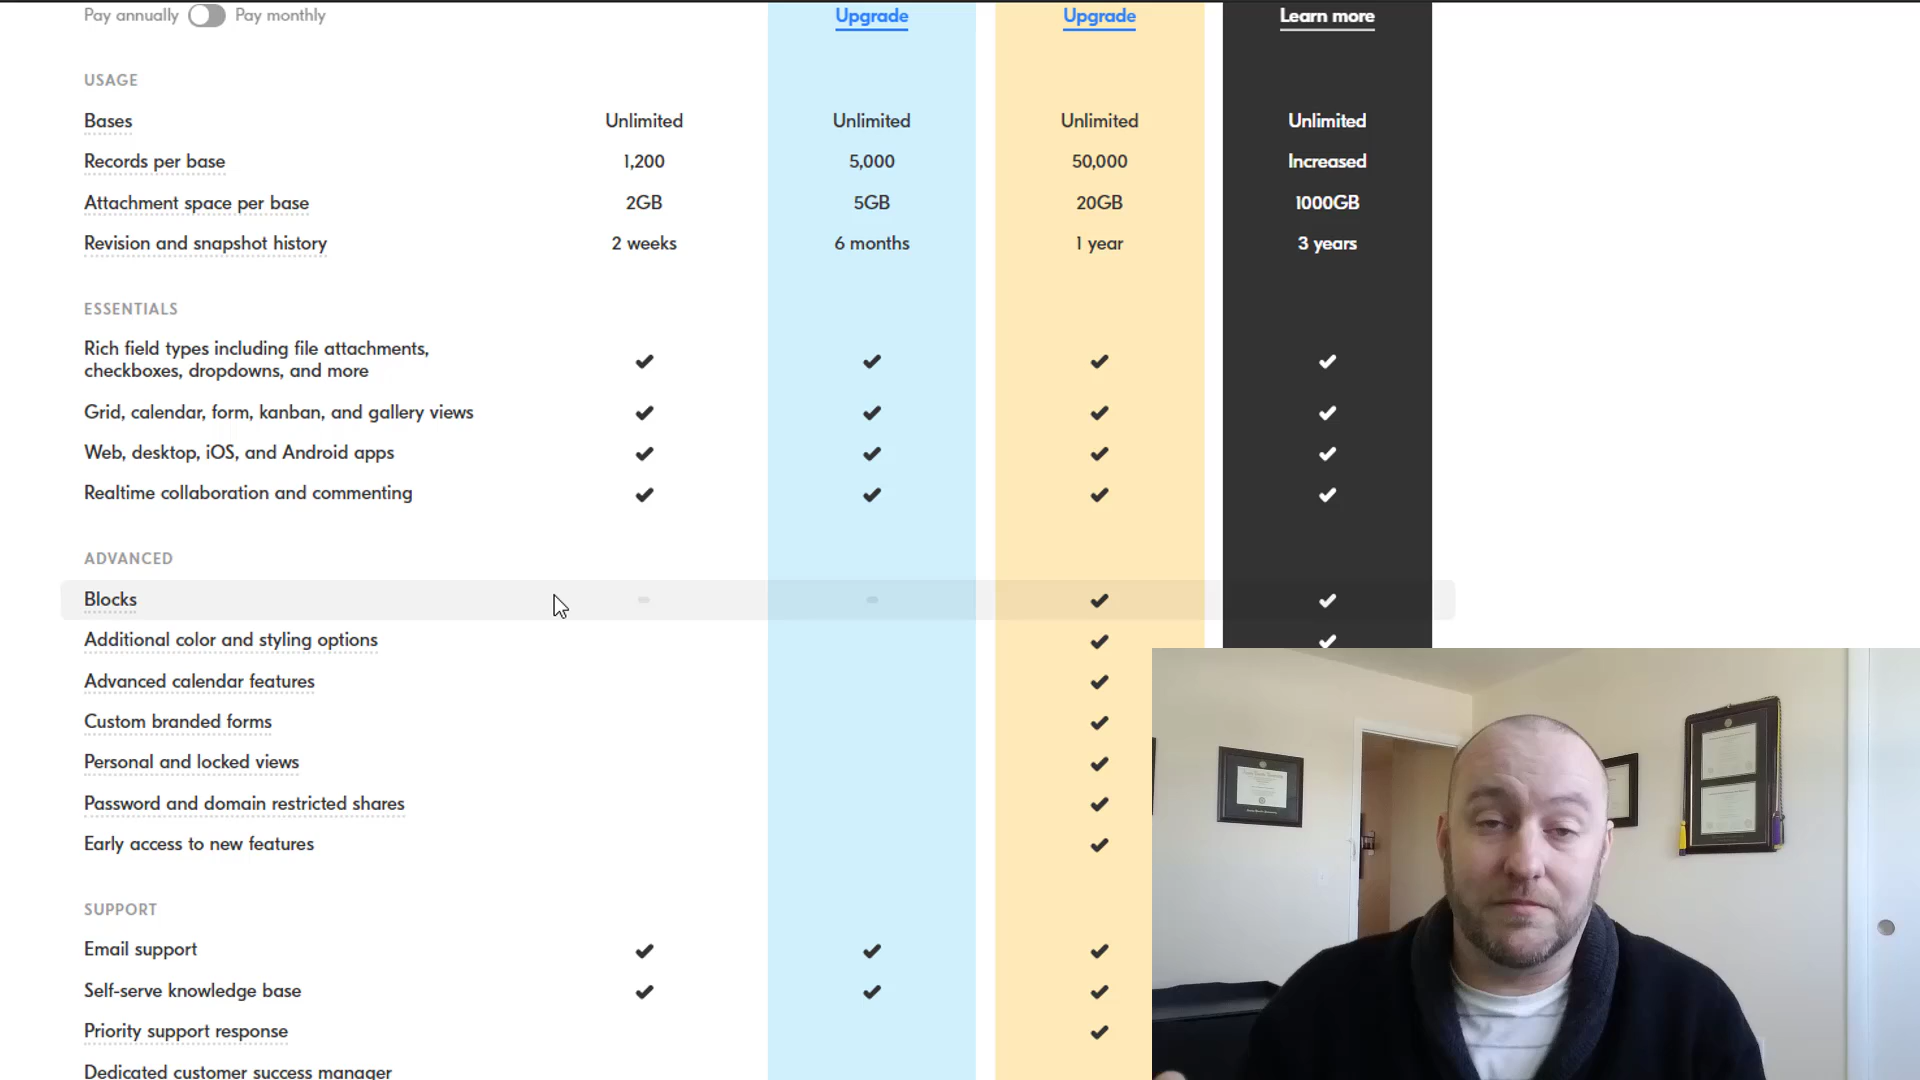 Pay annually Pay monthly Upgrade Upgrade Learn more
USAGE
Bases Unlimited Unlimited Unlimited Unlimited
Records per base 1,200 5,000 50,000 Increased
Attachment space per base 2GB 5GB 20GB 1000GB
Revision and snapshot history 2 weeks 6 months 1 year 3 years
ESSENTIALS
Rich field types including file attachments,
checkboxes, dropdowns, and more
Grid, calendar, form, kanban, and gallery views
Web, desktop, iOS, and Android apps
Realtime collaboration and commenting
ADVANCED
Blocks
Additional color and styling options
Advanced calendar features
Custom branded forms
Personal and locked views
Password and domain restricted shares
Early access to new features
SUPPORT
Email support
Self-serve knowledge base
Priority support response
Dedicated customer success manager